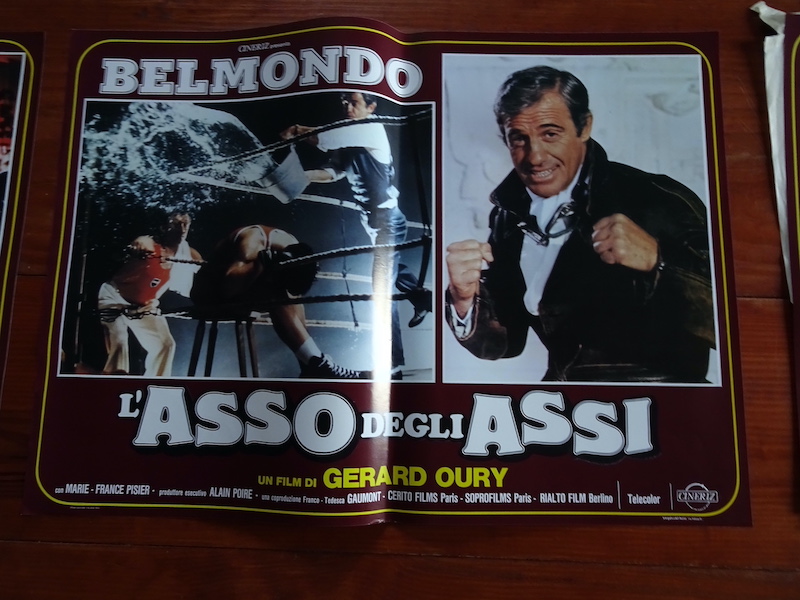 CINERIZ presenta
BELMONDO
L'ASSO DEGLI ASSI
UN FILM DI GERARD OURY
con MARIE - FRANCE PISIER - produttore esecutivo ALAIN POIRE - una coproduzione Franco - Tedesca GAUMONT - CERITO FILMS Paris - SOPROFILMS Paris - RIALTO FILM Berlino Telecolor CINERIZ